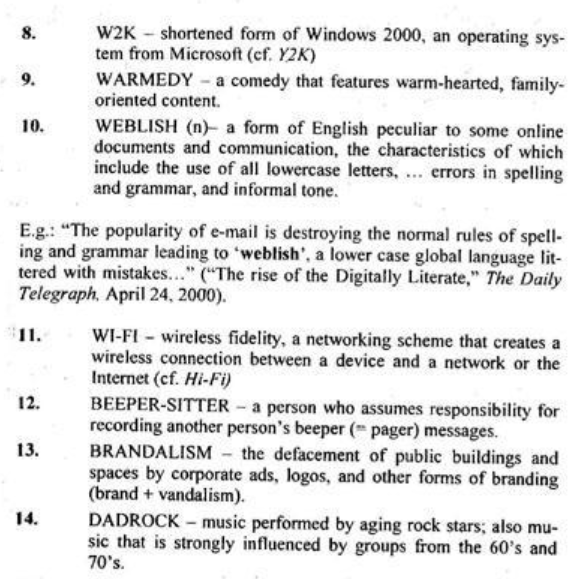 8. W2K – shortened form of Windows 2000, an operating sys-
tem from Microsoft (cf. Y2K)
9. WARMEDY – a comedy that features warm-hearted, family-
oriented content.
10. WEBLISH (n)– a form of English peculiar to some online
documents and communication, the characteristics of which
include the use of all lowercase letters, ... errors in spelling
and grammar, and informal tone.
E.g.: “The popularity of e-mail is destroying the normal rules of spell-
ing and grammar leading to ‘weblish’, a lower case global language lit-
tered with mistakes...” (“The rise of the Digitally Literate,” The Daily
Telegraph, April 24, 2000).
11. WI-FI – wireless fidelity, a networking scheme that creates a
wireless connection between a device and a network or the
Internet (cf. Hi-Fi)
12. BEEPER-SITTER – a person who assumes responsibility for
recording another person’s beeper (= pager) messages.
13. BRANDALISM – the defacement of public buildings and
spaces by corporate ads, logos, and other forms of branding
(brand + vandalism).
14. DADROCK – music performed by aging rock stars; also mu-
sic that is strongly influenced by groups from the 60’s and
70’s.